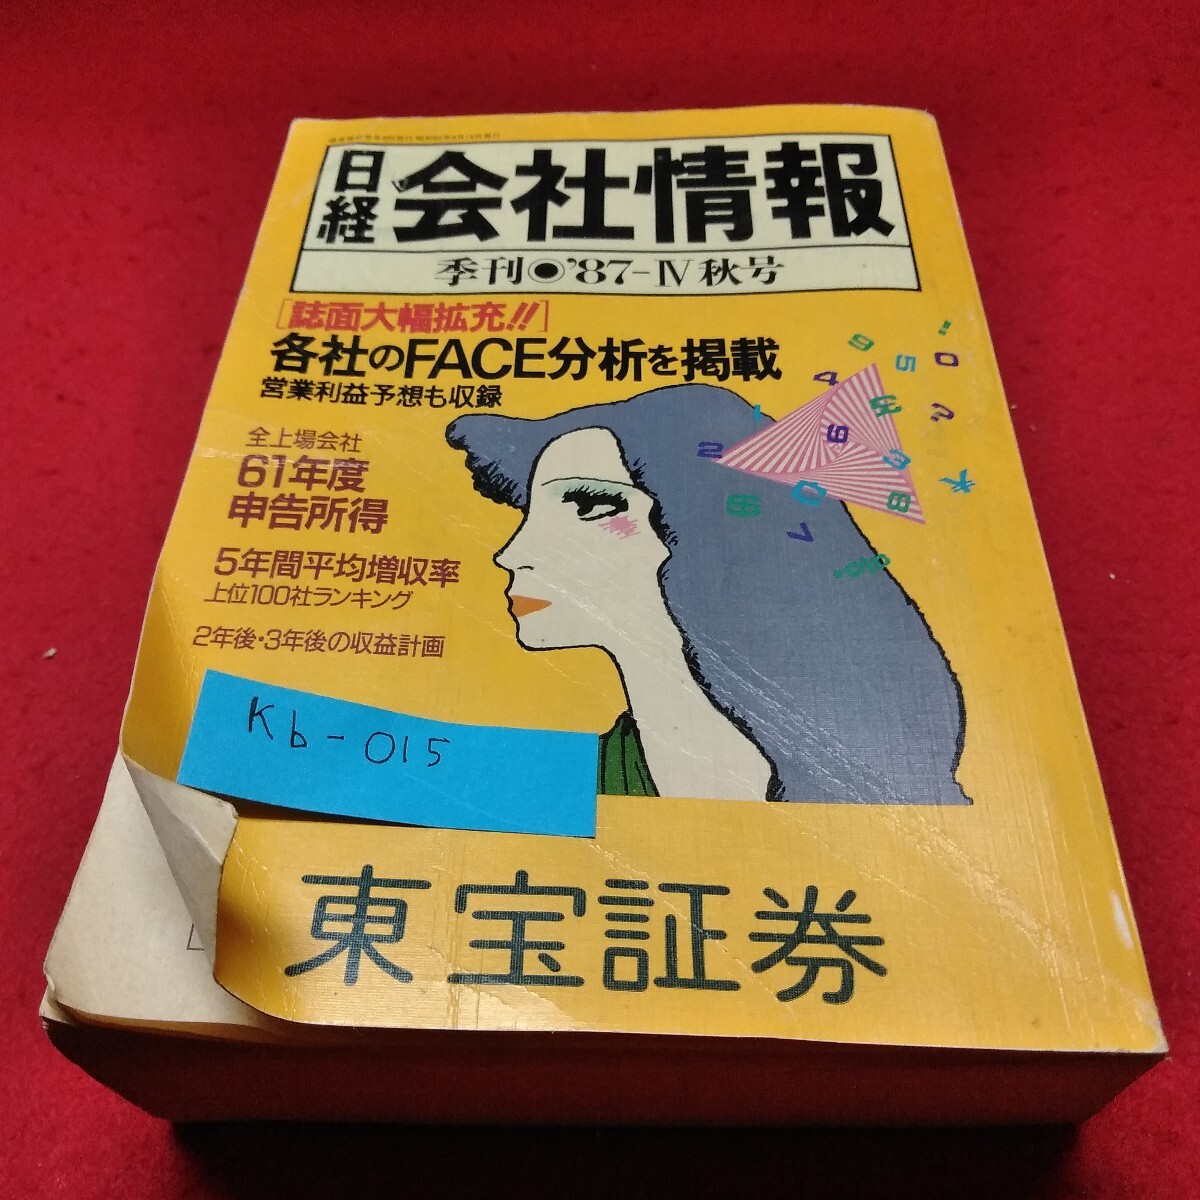 日経 会社情報
季刊●'87-Ⅳ秋号
[誌面大幅拡充!!]
各社のFACE分析を掲載
営業利益予想も収録
全上場会社
61年度
申告所得
5年間平均増収率
上位100社ランキング
2年後・3年後の収益計画
Kb-015
東宝証券